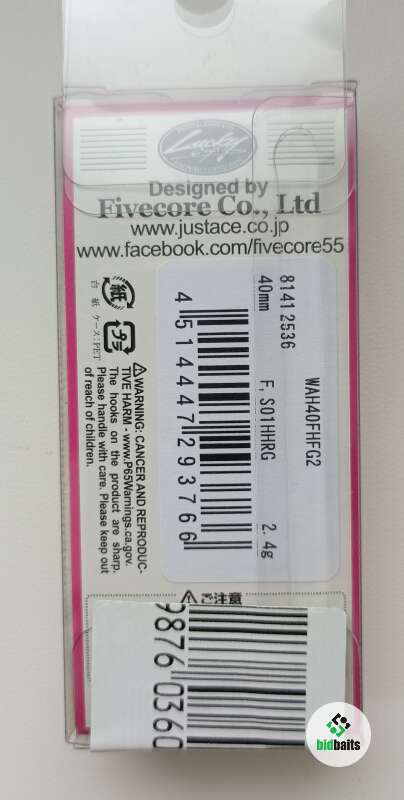 Lucky
Designed by
Fivecore Co., Ltd
www.justace.co.jp
www.facebook.com/fivecore55
紙
プラ
台　紙
ケース:PET
8141 2536
WAH40FHFG2
40mm
F, S01HHRG
2.4g
4 514447 293766
⚠WARNING: CANCER AND REPRODUC-
TIVE HARM - www.P65Warnings.ca.gov.
The hooks on the product are sharp.
Please handle with care. Please keep out
of reach of children.
⚠ご注意
9876 0360
bidbaits